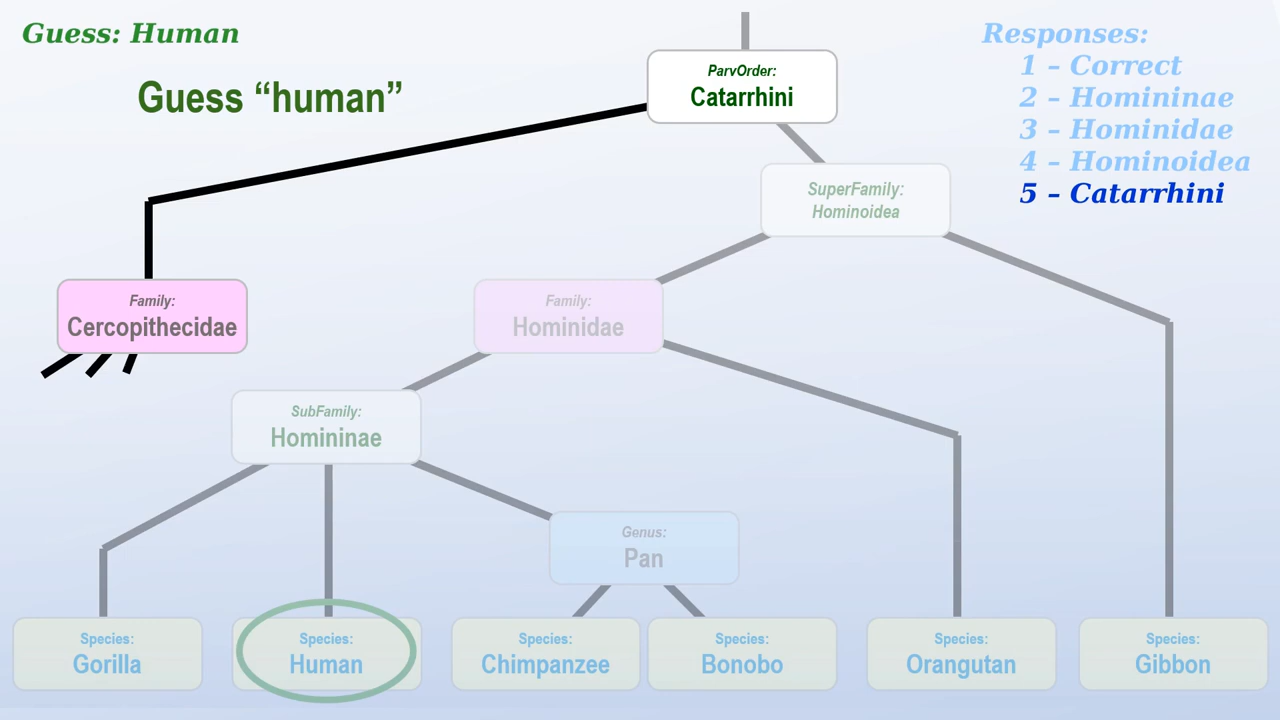 Guess: Human
Guess “human”
Responses:
1 – Correct
2 – Homininae
3 – Hominidae
4 – Hominoidea
5 – Catarrhini
ParvOrder:
Catarrhini
SuperFamily:
Hominoidea
Family:
Cercopithecidae
Family:
Hominidae
SubFamily:
Homininae
Genus:
Pan
Species:
Gorilla
Species:
Human
Species:
Chimpanzee
Species:
Bonobo
Species:
Orangutan
Species:
Gibbon